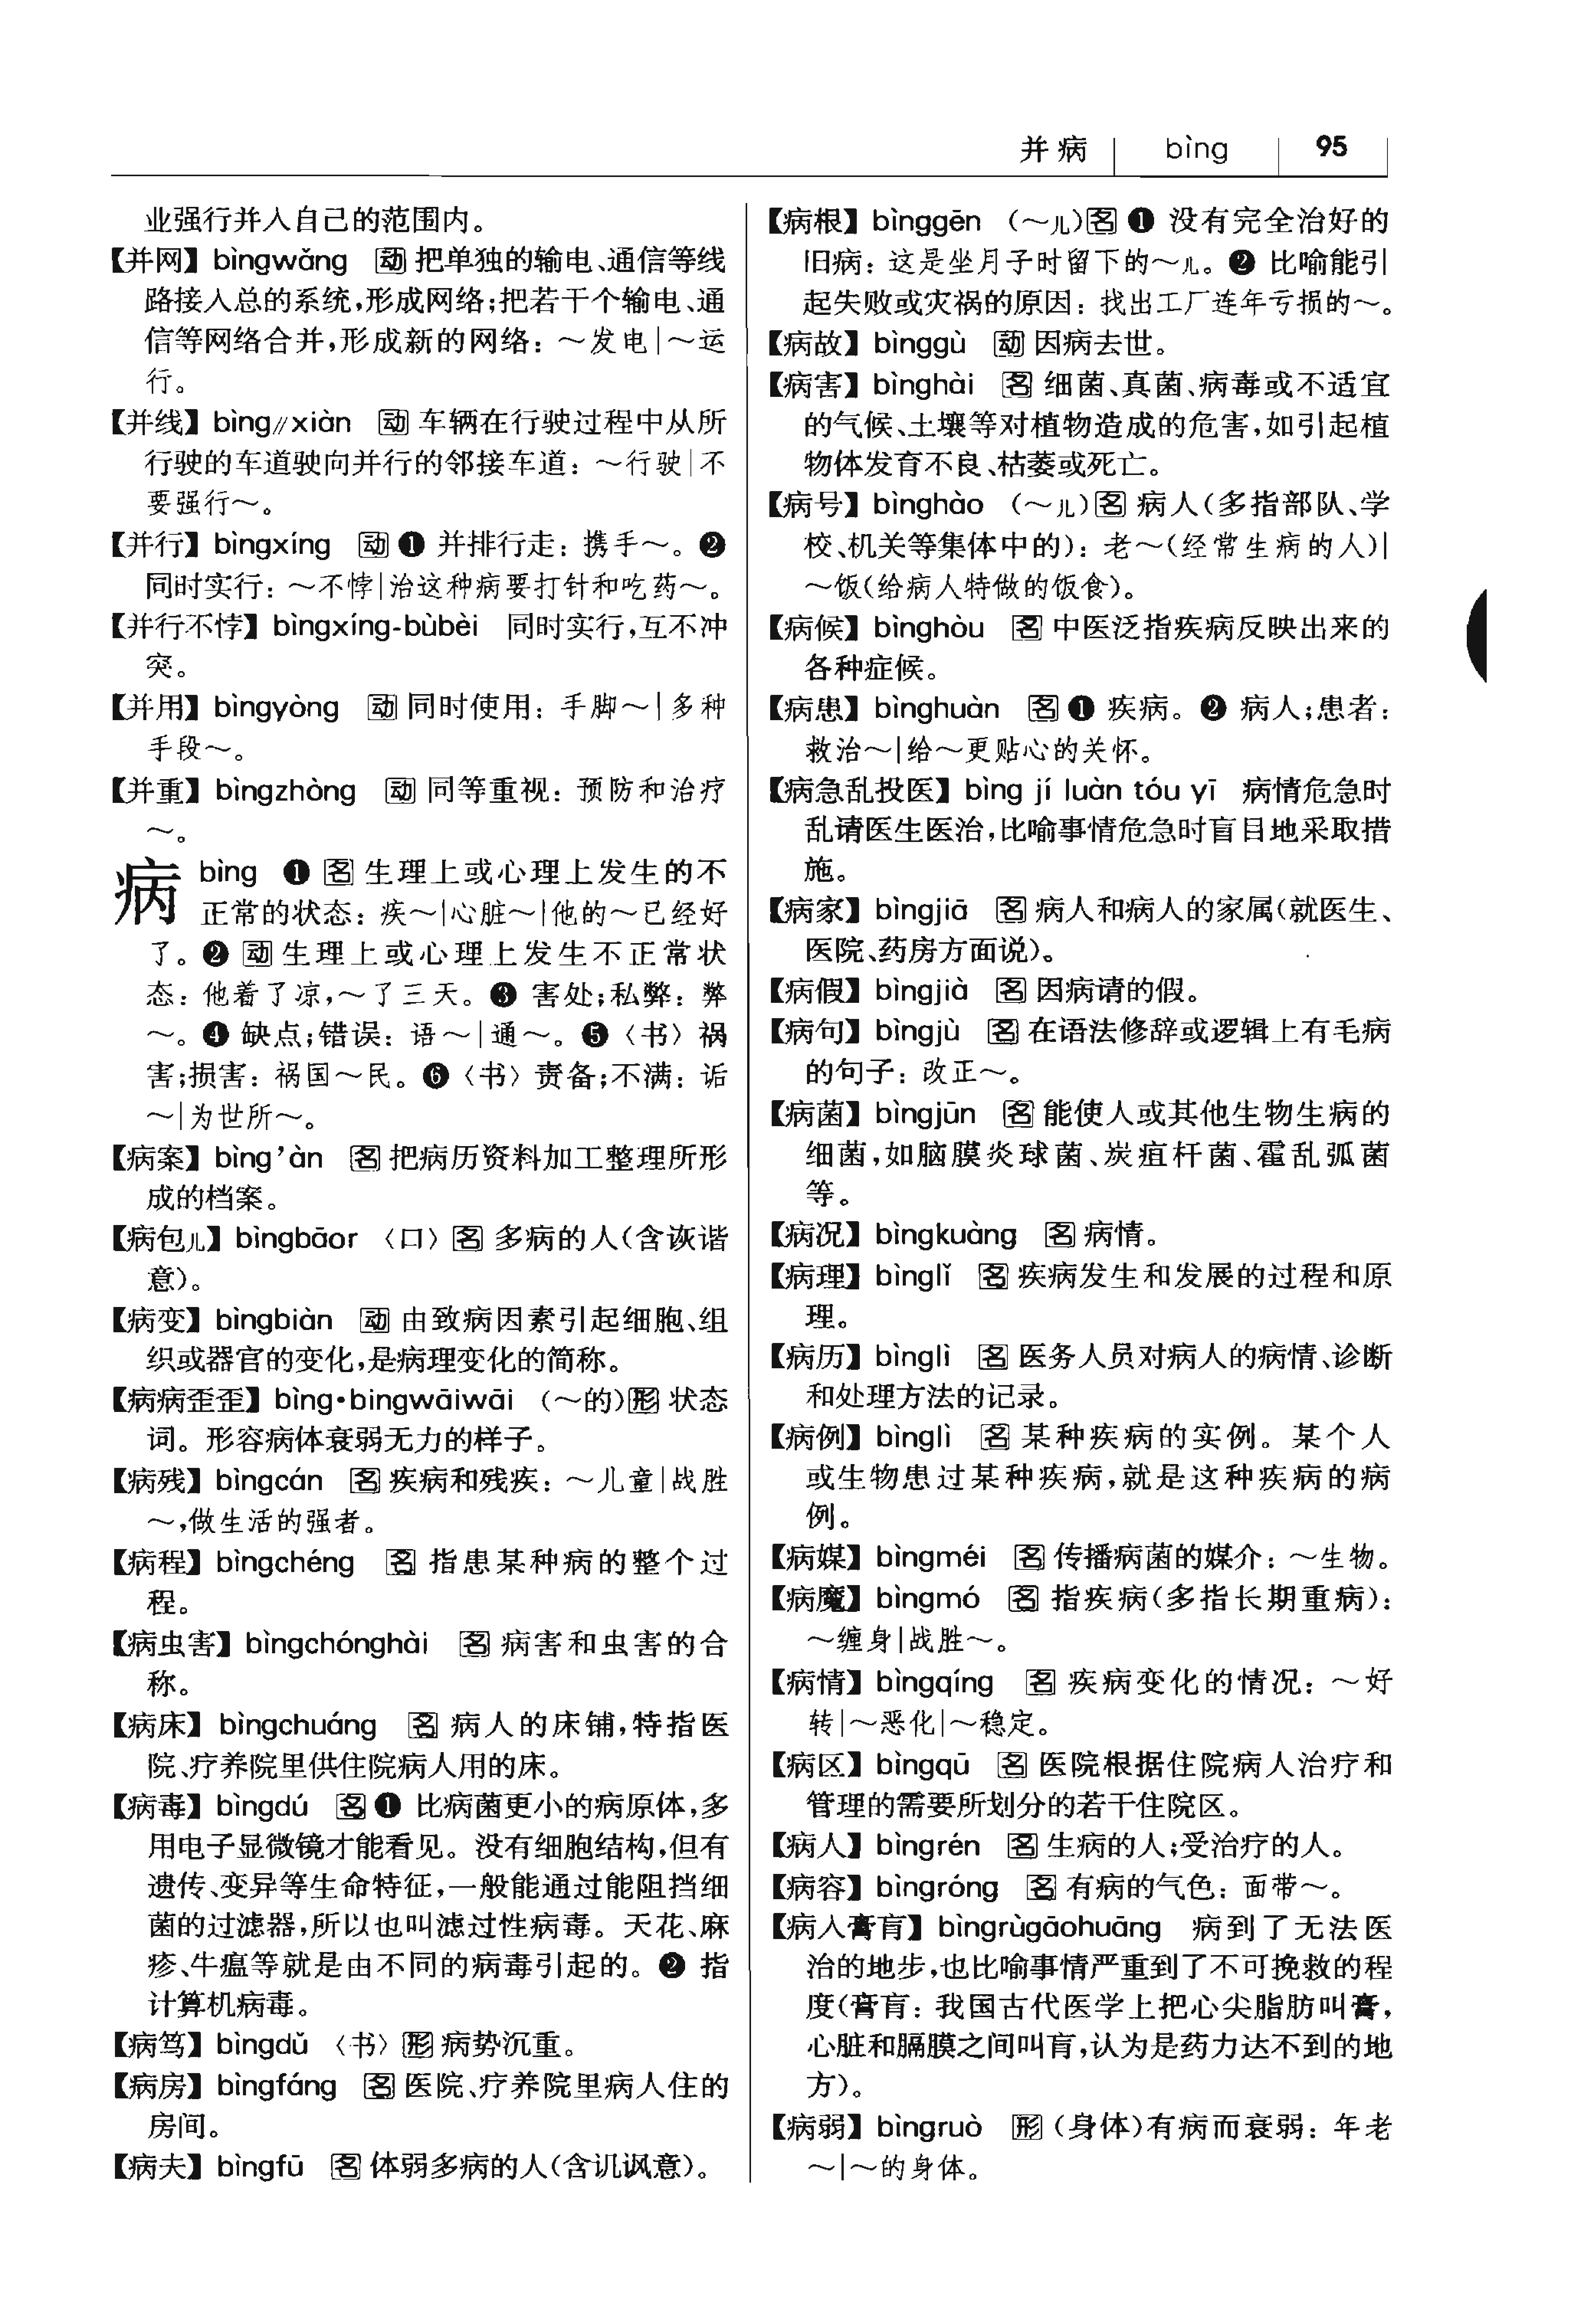 并病 bìng 95
业强行并入自己的范围内。
【并网】 bìngwǎng 动 把单独的输电、通信等线
路接入总的系统,形成网络;把若干个输电、通
信等网络合并,形成新的网络：～发电|～运
行。
【并线】 bìng//xiàn 动 车辆在行驶过程中从所
行驶的车道驶向并行的邻接车道：～行驶|不
要强行～。
【并行】 bìngxíng 动 ❶ 并排行走：携手～。❷
同时实行：～不悖|治这种病要打针和吃药～。
【并行不悖】 bìngxíng-bùbèi 同时实行,互不冲
突。
【并用】 bìngyòng 动 同时使用：手脚～|多种
手段～。
【并重】 bìngzhòng 动 同等重视：预防和治疗
～。
病 bìng ❶ 名 生理上或心理上发生的不
正常的状态：疾～|心脏～|他的～已经好
了。❷ 动 生理上或心理上发生不正常状
态：他着了凉,～了三天。❸ 害处;私弊：弊
～。❹ 缺点;错误：语～|通～。❺〈书〉祸
害;损害：祸国～民。❻〈书〉责备;不满：诟
～|为世所～。
【病案】 bìng’àn 名 把病历资料加工整理所形
成的档案。
【病包儿】 bìngbāor 〈口〉名 多病的人(含诙谐
意)。
【病变】 bìngbiàn 动 由致病因素引起细胞、组
织或器官的变化,是病理变化的简称。
【病病歪歪】 bìng•bingwāiwāi (～的)形 状态
词。形容病体衰弱无力的样子。
【病残】 bìngcán 名 疾病和残疾：～儿童|战胜
～,做生活的强者。
【病程】 bìngchéng 名 指患某种病的整个过
程。
【病虫害】 bìngchónghài 名 病害和虫害的合
称。
【病床】 bìngchuáng 名 病人的床铺,特指医
院、疗养院里供住院病人用的床。
【病毒】 bìngdú 名 ❶ 比病菌更小的病原体,多
用电子显微镜才能看见。没有细胞结构,但有
遗传、变异等生命特征,一般能通过能阻挡细
菌的过滤器,所以也叫滤过性病毒。天花、麻
疹、牛瘟等就是由不同的病毒引起的。❷ 指
计算机病毒。
【病笃】 bìngdǔ 〈书〉形 病势沉重。
【病房】 bìngfáng 名 医院、疗养院里病人住的
房间。
【病夫】 bìngfū 名 体弱多病的人(含讥讽意)。
【病根】 bìnggēn (～儿)名 ❶ 没有完全治好的
旧病：这是坐月子时留下的～儿。❷ 比喻能引
起失败或灾祸的原因：找出工厂连年亏损的～。
【病故】 bìnggù 动 因病去世。
【病害】 bìnghài 名 细菌、真菌、病毒或不适宜
的气候、土壤等对植物造成的危害,如引起植
物体发育不良、枯萎或死亡。
【病号】 bìnghào (～儿)名 病人(多指部队、学
校、机关等集体中的)：老～(经常生病的人)|
～饭(给病人特做的饭食)。
【病候】 bìnghòu 名 中医泛指疾病反映出来的
各种症候。
【病患】 bìnghuàn 名 ❶ 疾病。❷ 病人;患者：
救治～|给～更贴心的关怀。
【病急乱投医】 bìng jí luàn tóu yī 病情危急时
乱请医生医治,比喻事情危急时盲目地采取措
施。
【病家】 bìngjiā 名 病人和病人的家属(就医生、
医院、药房方面说)。
【病假】 bìngjià 名 因病请的假。
【病句】 bìngjù 名 在语法修辞或逻辑上有毛病
的句子：改正～。
【病菌】 bìngjūn 名 能使人或其他生物生病的
细菌,如脑膜炎球菌、炭疽杆菌、霍乱弧菌
等。
【病况】 bìngkuàng 名 病情。
【病理】 bìnglǐ 名 疾病发生和发展的过程和原
理。
【病历】 bìnglì 名 医务人员对病人的病情、诊断
和处理方法的记录。
【病例】 bìnglì 名 某种疾病的实例。某个人
或生物患过某种疾病,就是这种疾病的病
例。
【病媒】 bìngméi 名 传播病菌的媒介：～生物。
【病魔】 bìngmó 名 指疾病(多指长期重病)：
～缠身|战胜～。
【病情】 bìngqíng 名 疾病变化的情况：～好
转|～恶化|～稳定。
【病区】 bìngqū 名 医院根据住院病人治疗和
管理的需要所划分的若干住院区。
【病人】 bìngrén 名 生病的人;受治疗的人。
【病容】 bìngróng 名 有病的气色：面带～。
【病入膏肓】 bìngrùgāohuāng 病到了无法医
治的地步,也比喻事情严重到了不可挽救的程
度(膏肓：我国古代医学上把心尖脂肪叫膏,
心脏和膈膜之间叫肓,认为是药力达不到的地
方)。
【病弱】 bìngruò 形 (身体)有病而衰弱：年老
～|～的身体。